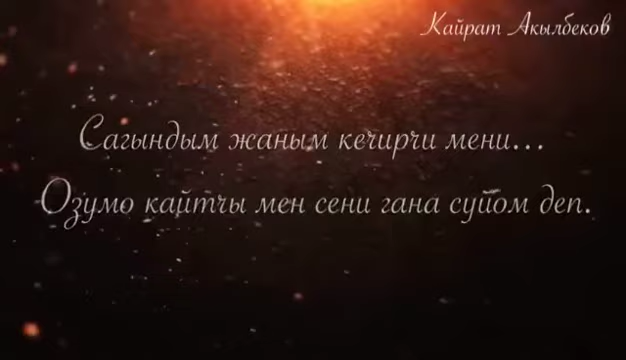 Кайрат Акылбеков
Сагындым жаным кечирчи мени...
Озумо кайтчы мен сени гана суйом деп.